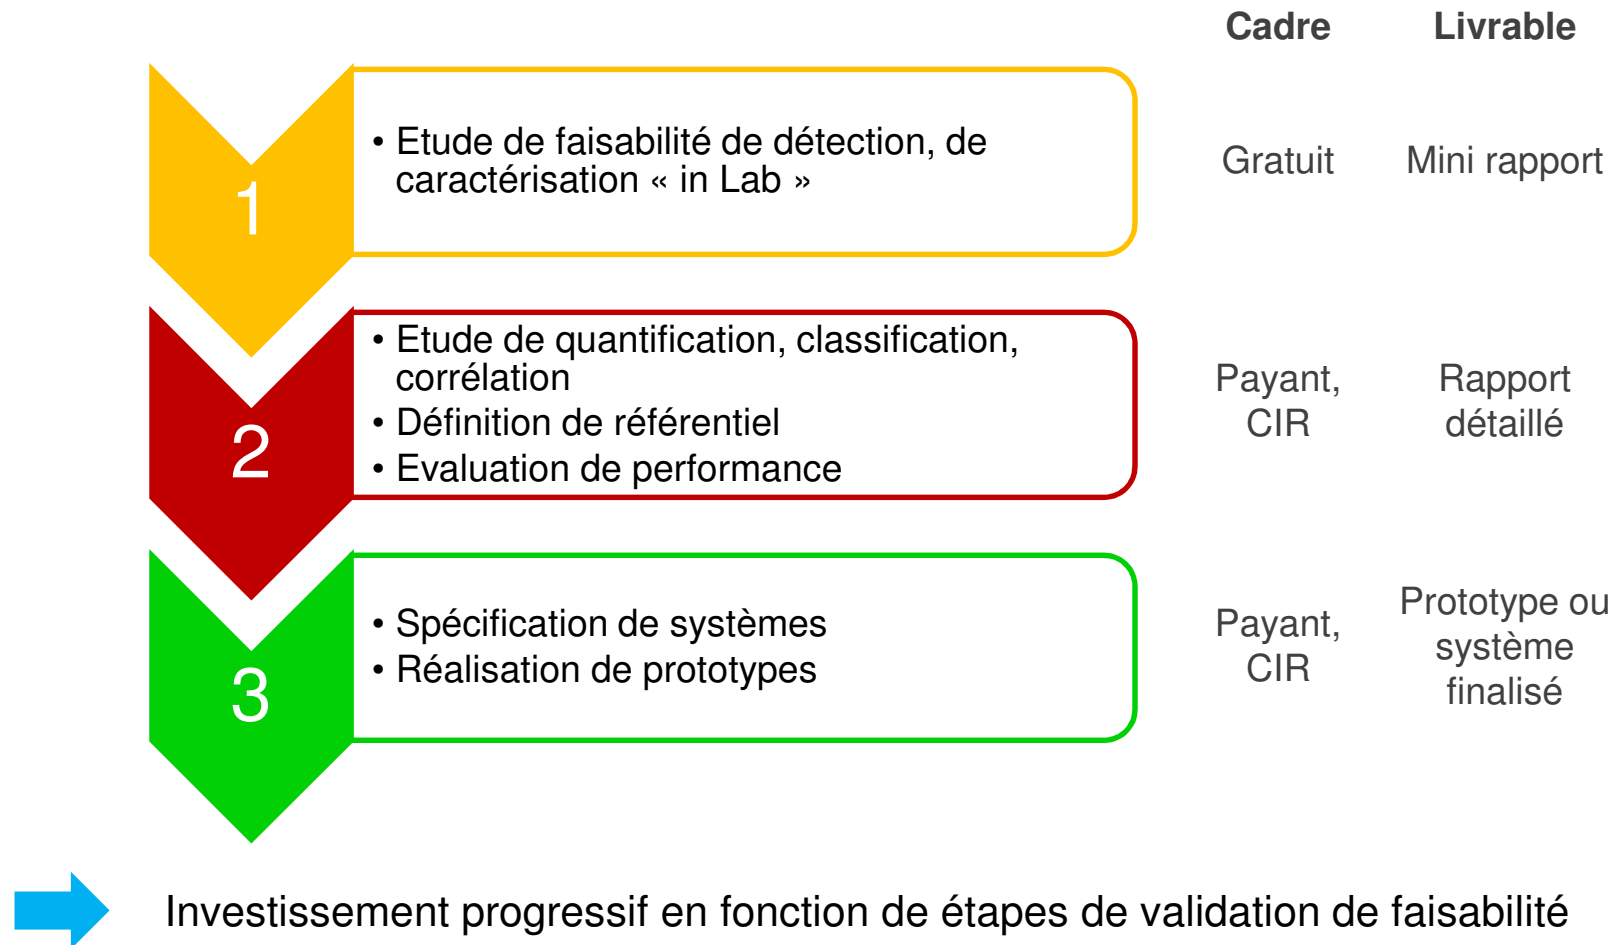 Cadre Livrable
• Etude de faisabilité de détection, de
caractérisation « in Lab »
1
Gratuit Mini rapport
• Etude de quantification, classification,
corrélation
• Définition de référentiel
• Evaluation de performance
2
Payant,
CIR
Rapport
détaillé
• Spécification de systèmes
• Réalisation de prototypes
3
Payant,
CIR
Prototype ou
système
finalisé
Investissement progressif en fonction de étapes de validation de faisabilité